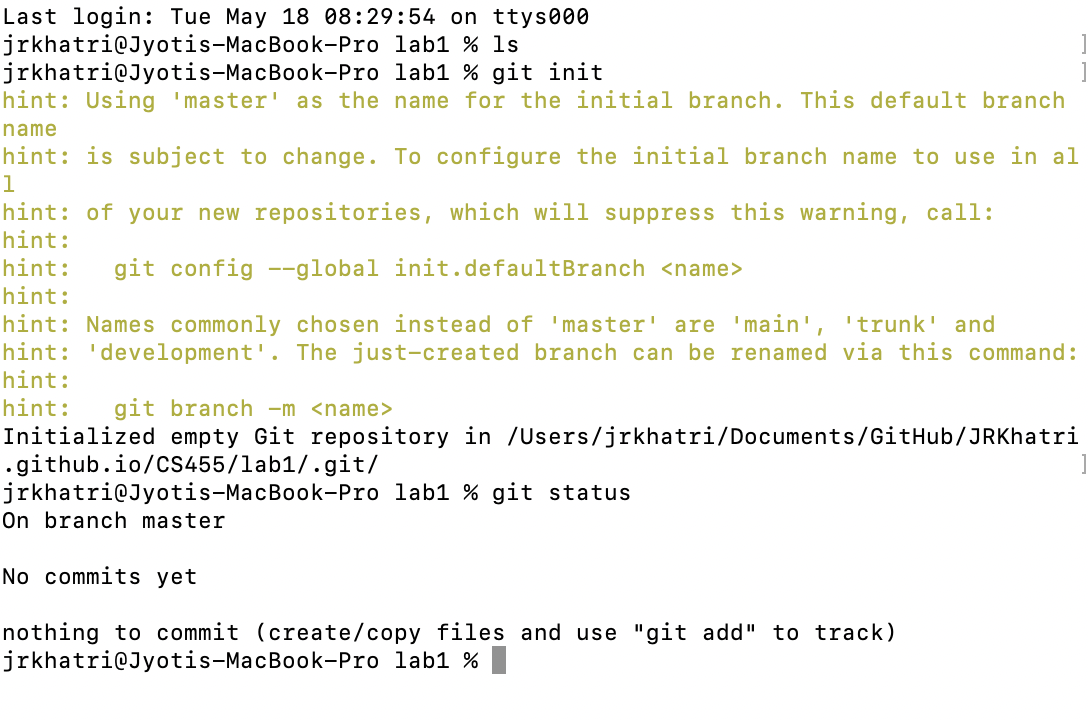 Last login: Tue May 18 08:29:54 on ttys000
jrkhatri@Jyotis-MacBook-Pro lab1 % ls
jrkhatri@Jyotis-MacBook-Pro lab1 % git init
hint: Using 'master' as the name for the initial branch. This default branch
name
hint: is subject to change. To configure the initial branch name to use in al
l
hint: of your new repositories, which will suppress this warning, call:
hint:
hint:   git config --global init.defaultBranch <name>
hint:
hint: Names commonly chosen instead of 'master' are 'main', 'trunk' and
hint: 'development'. The just-created branch can be renamed via this command:
hint:
hint:   git branch -m <name>
Initialized empty Git repository in /Users/jrkhatri/Documents/GitHub/JRKhatri
.github.io/CS455/lab1/.git/
jrkhatri@Jyotis-MacBook-Pro lab1 % git status
On branch master

No commits yet

nothing to commit (create/copy files and use "git add" to track)
jrkhatri@Jyotis-MacBook-Pro lab1 %